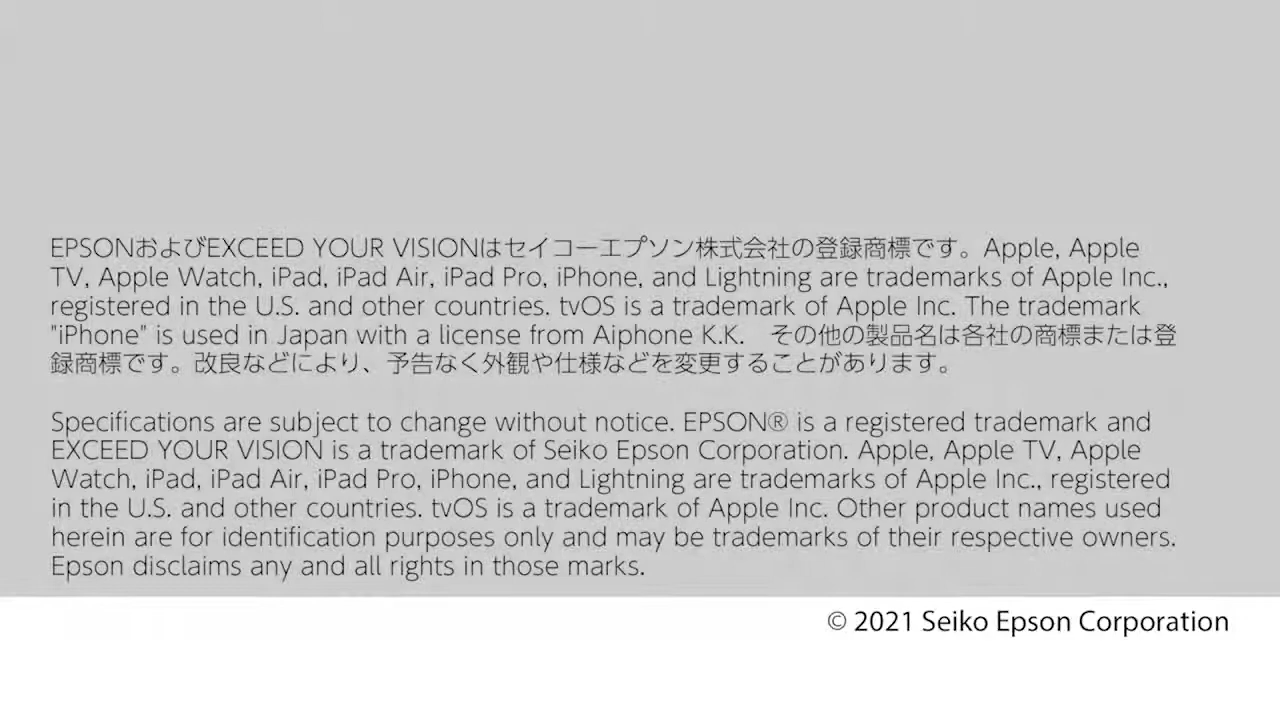 EPSONおよびEXCEED YOUR VISIONはセイコーエプソン株式会社の登録商標です。Apple, Apple
TV, Apple Watch, iPad, iPad Air, iPad Pro, iPhone, and Lightning are trademarks of Apple Inc.,
registered in the U.S. and other countries. tvOS is a trademark of Apple Inc. The trademark
"iPhone" is used in Japan with a license from Aiphone K.K.　その他の製品名は各社の商標または登
録商標です。改良などにより、予告なく外観や仕様などを変更することがあります。
Specifications are subject to change without notice. EPSON® is a registered trademark and
EXCEED YOUR VISION is a trademark of Seiko Epson Corporation. Apple, Apple TV, Apple
Watch, iPad, iPad Air, iPad Pro, iPhone, and Lightning are trademarks of Apple Inc., registered
in the U.S. and other countries. tvOS is a trademark of Apple Inc. Other product names used
herein are for identification purposes only and may be trademarks of their respective owners.
Epson disclaims any and all rights in those marks.
© 2021 Seiko Epson Corporation